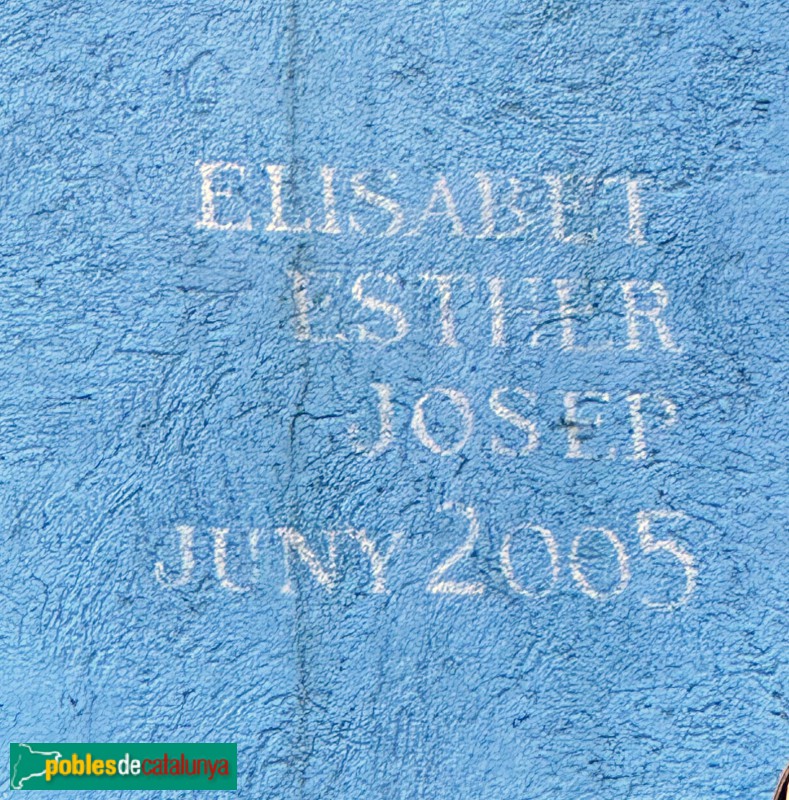 ELISABET
ESTHER
JOSEP
JUNY 2005
poblesdecatalunya